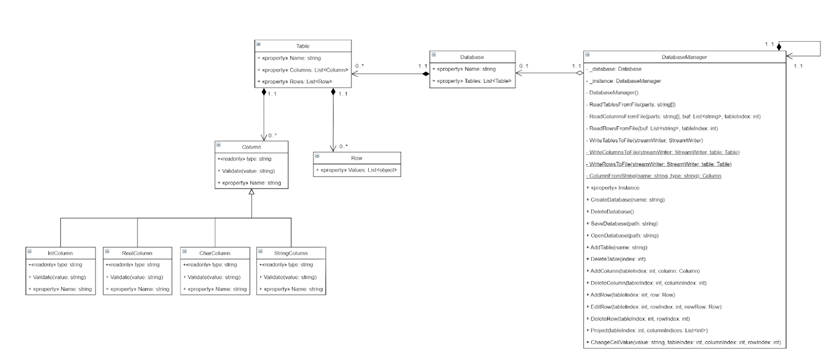 Table
+ «property» Name: string
+ «property» Columns: List<Column>
+ «property» Rows: List<Row>
0..*
1..1
Database
+ «property» Name: string
+ «property» Tables: List<Table>
0..1
1..1
1..1
1..1
DatabaseManager
- _database: Database
- _instance: DatabaseManager
- DatabaseManager()
- ReadTablesFromFile(parts: string[])
- ReadColumnsFromFile(parts: string[], buf: List<string>, tableIndex: int)
- ReadRowsFromFile(buf: List<string>, tableIndex: int)
- WriteTablesToFile(streamWriter: StreamWriter)
- WriteColumnsToFile(streamWriter: StreamWriter, table: Table)
- WriteRowsToFile(streamWriter: StreamWriter, table: Table)
- ColumnFromString(name: string, type: string): Column
+ «property» Instance
+ CreateDatabase(name: string)
+ DeleteDatabase()
+ SaveDatabase(path: string)
+ OpenDatabase(path: string)
+ AddTable(name: string)
+ DeleteTable(index: int)
+ AddColumn(tableIndex: int, column: Column)
+ DeleteColumn(tableIndex: int, columnIndex: int)
+ AddRow(tableIndex: int, row: Row)
+ EditRow(tableIndex: int, rowIndex: int, newRow: Row)
+ DeleteRow(tableIndex: int, rowIndex: int)
+ Project(tableIndex: int, columnIndices: List<int>)
+ ChangeCellValue(value: string, tableIndex: int, columnIndex: int, rowIndex: int)
1..1
1..1
0..*
0..*
Column
+«readonly» type: string
+ Validate(value: string)
+ «property» Name: string
Row
+ «property» Values: List<object>
IntColumn
+«readonly» type: string
+ Validate(value: string)
+ «property» Name: string
RealColumn
+«readonly» type: string
+ Validate(value: string)
+ «property» Name: string
CharColumn
+«readonly» type: string
+ Validate(value: string)
+ «property» Name: string
StringColumn
+«readonly» type: string
+ Validate(value: string)
+ «property» Name: string